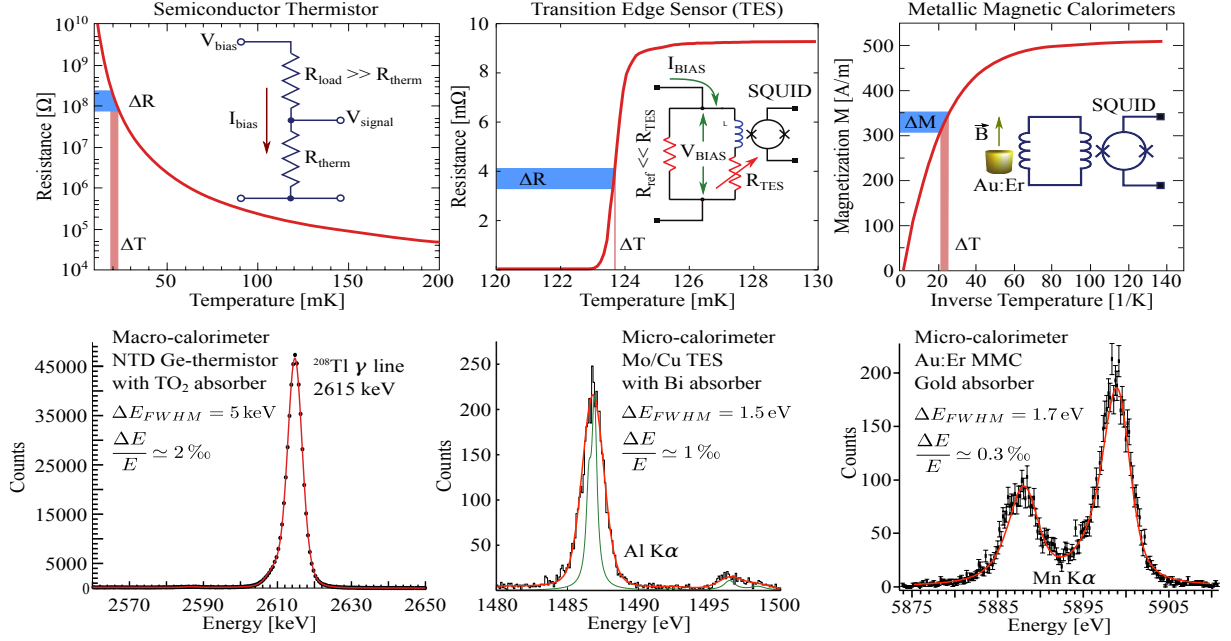 Semiconductor Thermistor
10^10
10^9
10^8
10^7
10^6
10^5
10^4
Resistance [Ω]
V_bias
R_load >> R_therm
I_bias
V_signal
R_therm
ΔR
ΔT
50
100
150
200
Temperature [mK]
Transition Edge Sensor (TES)
10
8
6
4
2
Resistance [mΩ]
I_BIAS
SQUID
L
R_ref << R_TES
V_BIAS
R_TES
ΔR
ΔT
120
122
124
126
128
130
Temperature [mK]
Metallic Magnetic Calorimeters
500
400
300
200
100
0
Magnetization M [A/m]
SQUID
ΔM
B
Au:Er
ΔT
0
20
40
60
80
100
120
140
Inverse Temperature [1/K]
Macro-calorimeter
NTD Ge-thermistor
with TO₂ absorber
ΔE_FWHM = 5 keV
ΔE/E ≃ 2 ‰
²⁰⁸Tl γ line
2615 keV
45000
35000
25000
15000
5000
0
Counts
2570
2590
2610
2630
2650
Energy [keV]
Micro-calorimeter
Mo/Cu TES
with Bi absorber
ΔE_FWHM = 1.5 eV
ΔE/E ≃ 1 ‰
Al Kα
250
200
150
100
50
Counts
1480
1484
1488
1492
1496
1500
Energy [eV]
Micro-calorimeter
Au:Er MMC
Gold absorber
ΔE_FWHM = 1.7 eV
ΔE/E ≃ 0.3 ‰
Mn Kα
200
150
100
50
0
Counts
5875
5885
5895
5905
Energy [eV]